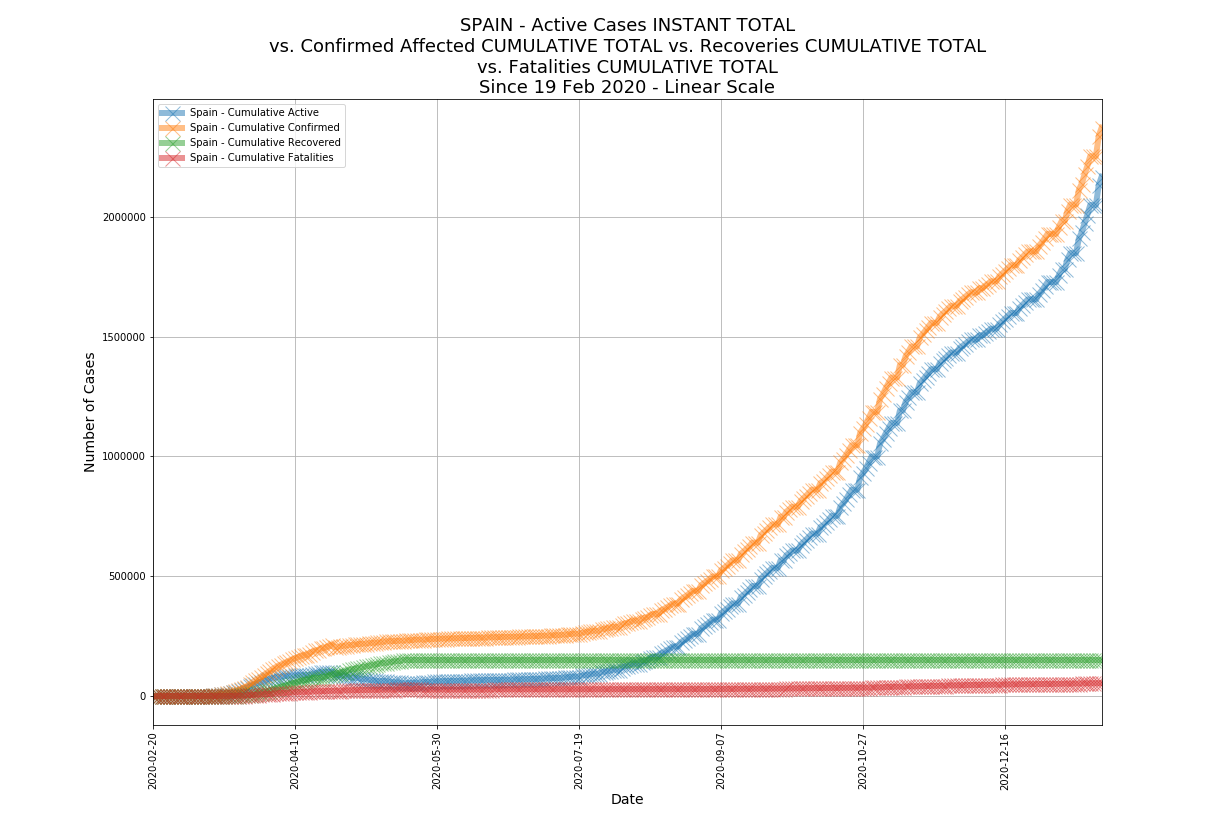 SPAIN - Active Cases INSTANT TOTAL
vs. Confirmed Affected CUMULATIVE TOTAL vs. Recoveries CUMULATIVE TOTAL
vs. Fatalities CUMULATIVE TOTAL
Since 19 Feb 2020 - Linear Scale
Spain - Cumulative Active
Spain - Cumulative Confirmed
Spain - Cumulative Recovered
Spain - Cumulative Fatalities
Number of Cases
2000000
1500000
1000000
500000
0
2020-02-20
2020-04-10
2020-05-30
2020-07-19
2020-09-07
2020-10-27
2020-12-16
Date